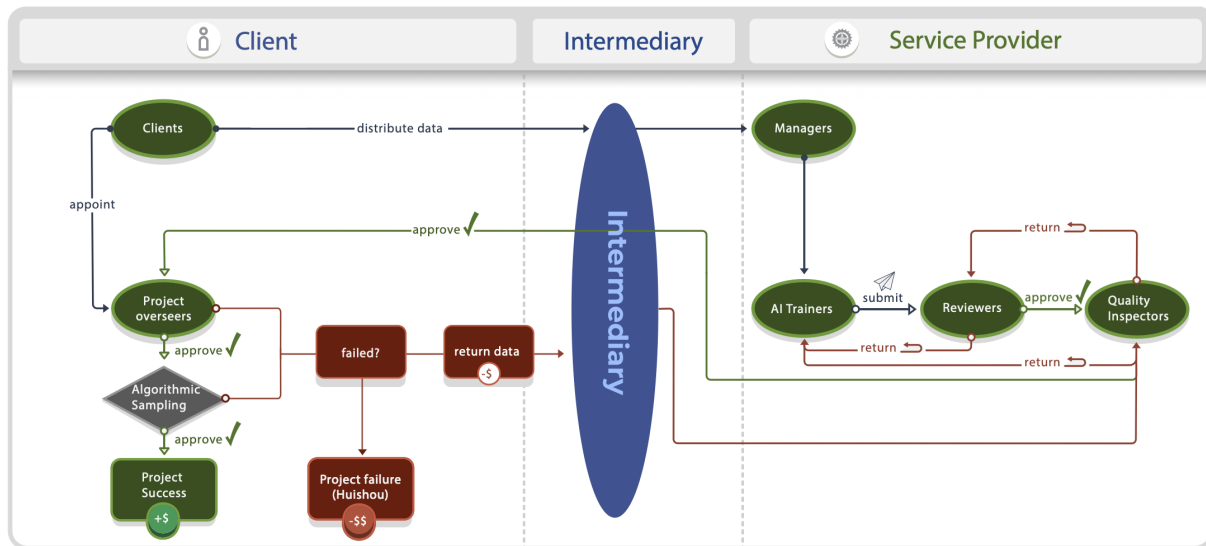 Client
Intermediary
Service Provider
Clients
distribute data
Managers
appoint
Intermediary
approve
return
Project
overseers
approve
failed?
return data
-$
AI Trainers
submit
Reviewers
approve
Quality
Inspectors
return
return
Algorithmic
Sampling
approve
Project
Success
+$
Project failure
(Huishou)
-$$